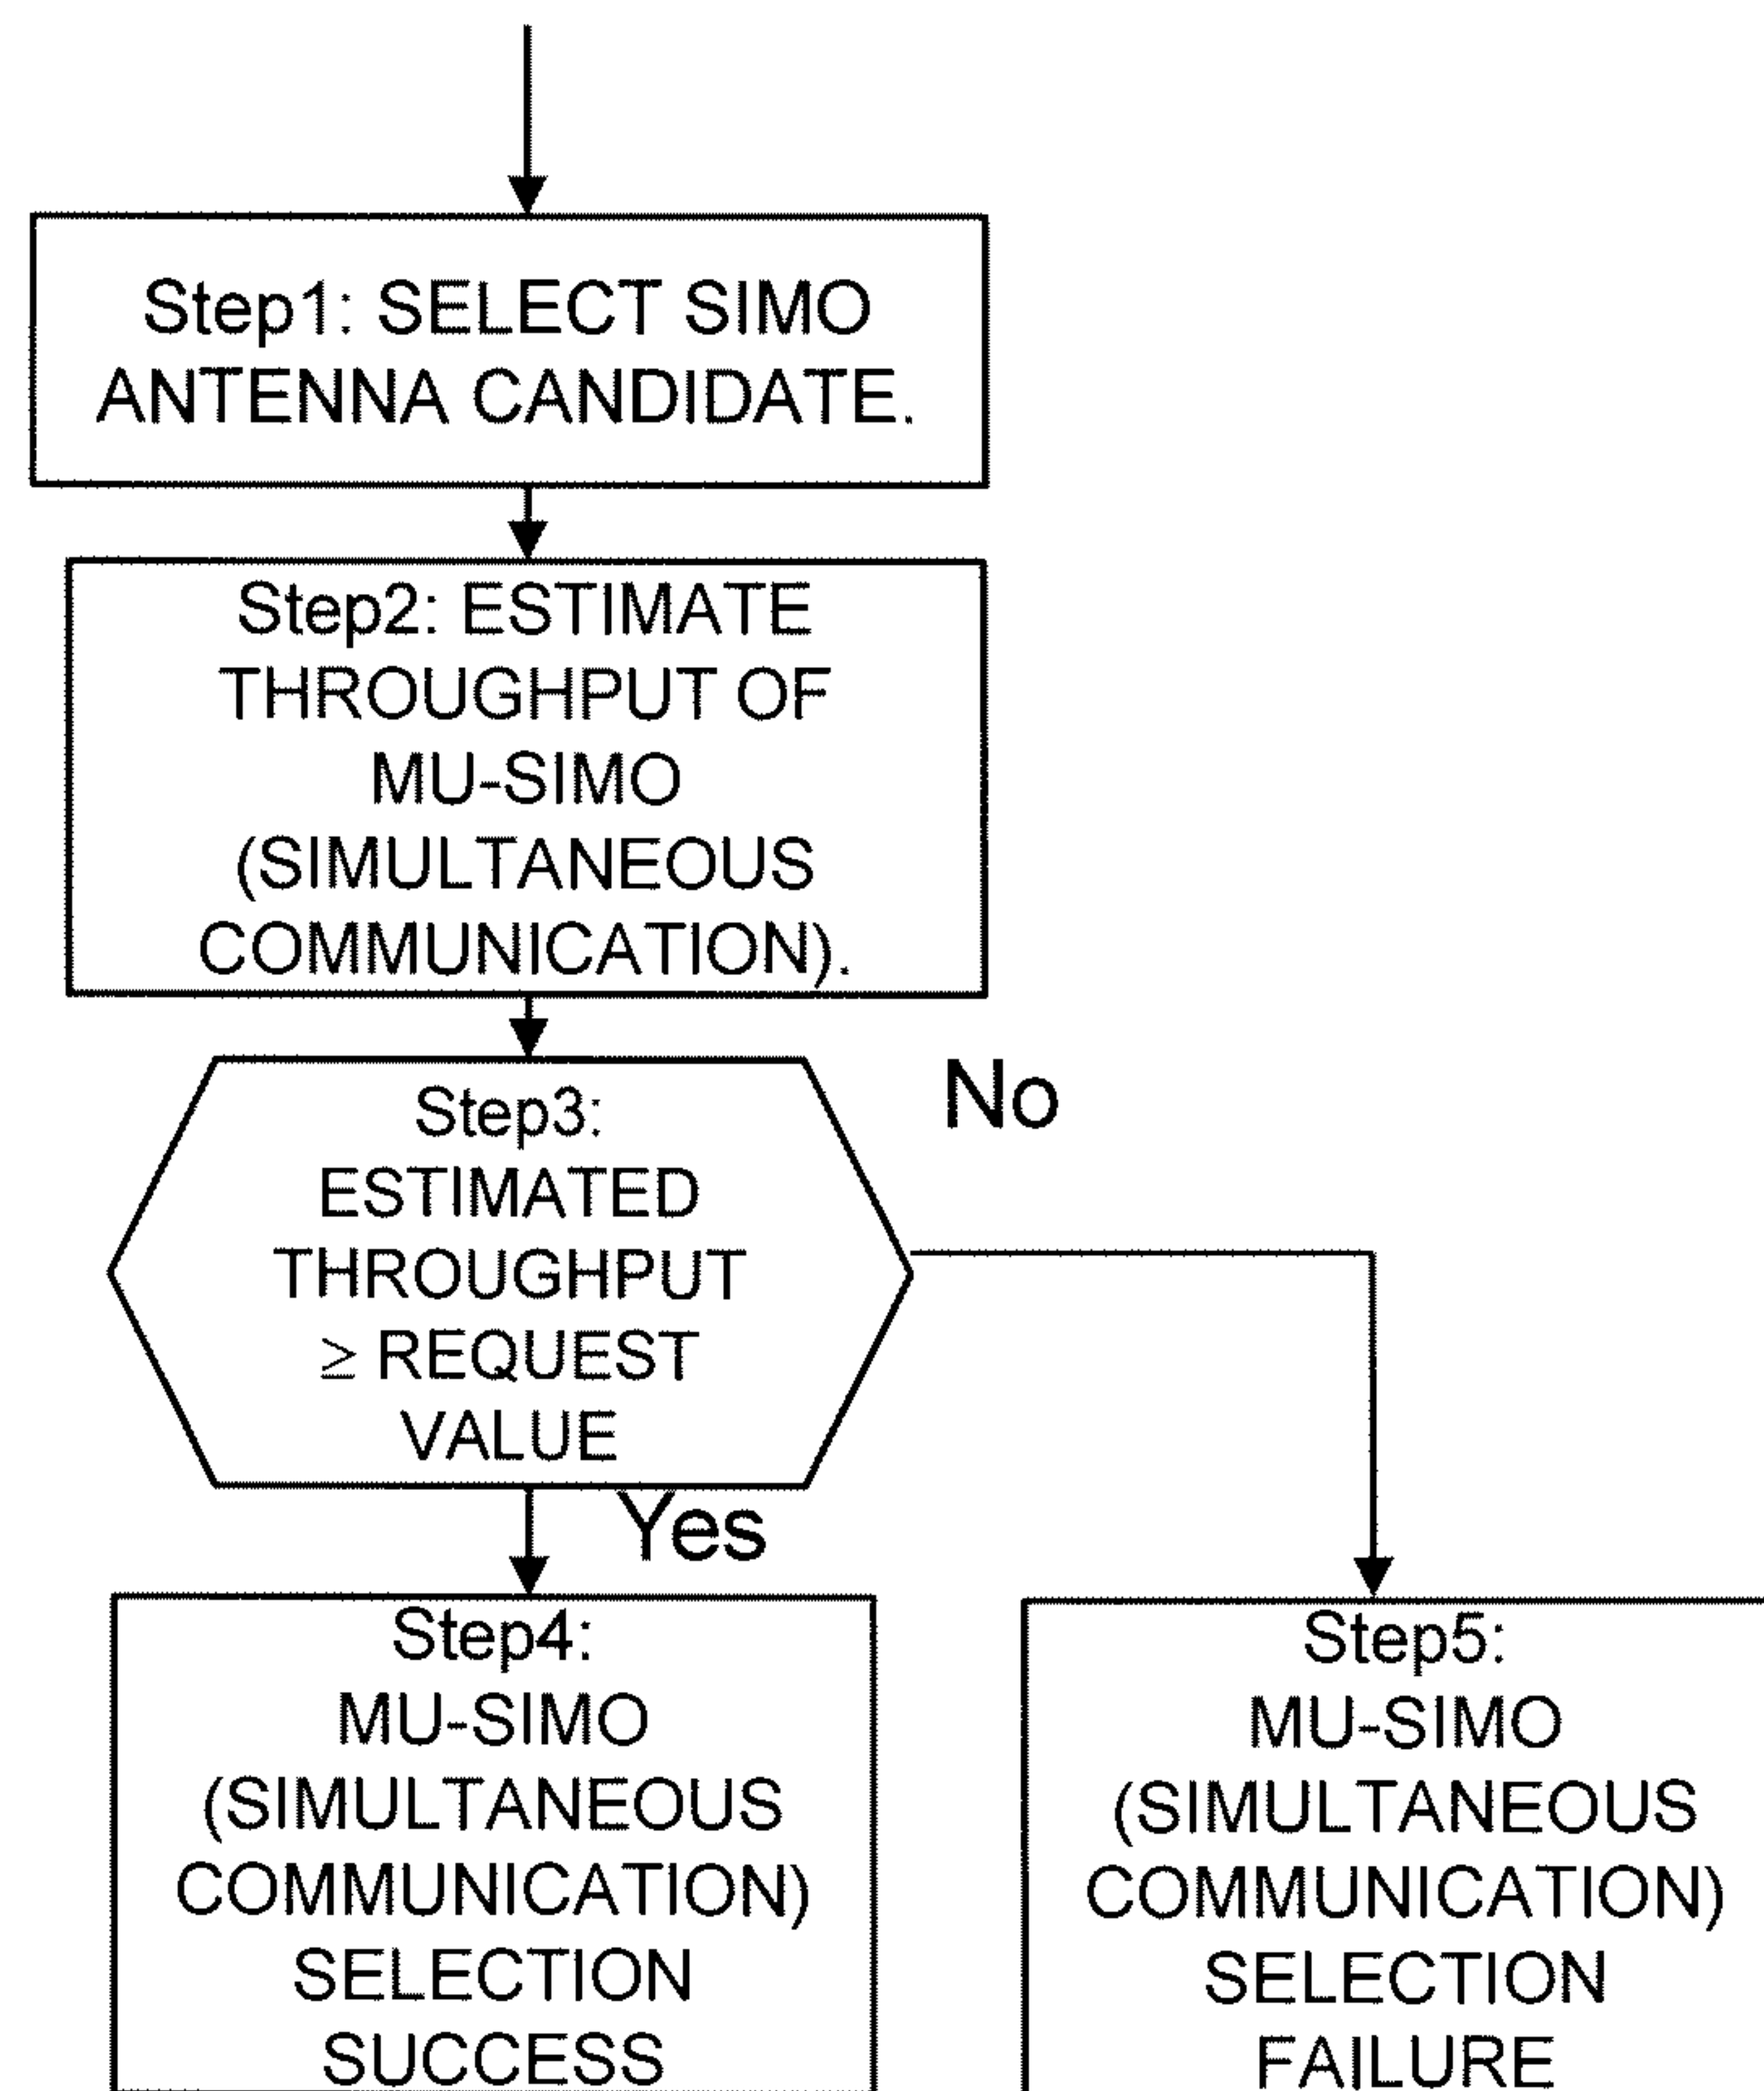 Step1: SELECT SIMO
ANTENNA CANDIDATE.
Step2: ESTIMATE
THROUGHPUT OF
MU-SIMO
(SIMULTANEOUS
COMMUNICATION).
No
Step3:
ESTIMATED
THROUGHPUT
≥ REQUEST
VALUE
Yes
Step4:
MU-SIMO
(SIMULTANEOUS
COMMUNICATION)
SELECTION
SUCCESS
Step5:
MU-SIMO
(SIMULTANEOUS
COMMUNICATION)
SELECTION
FAILURE